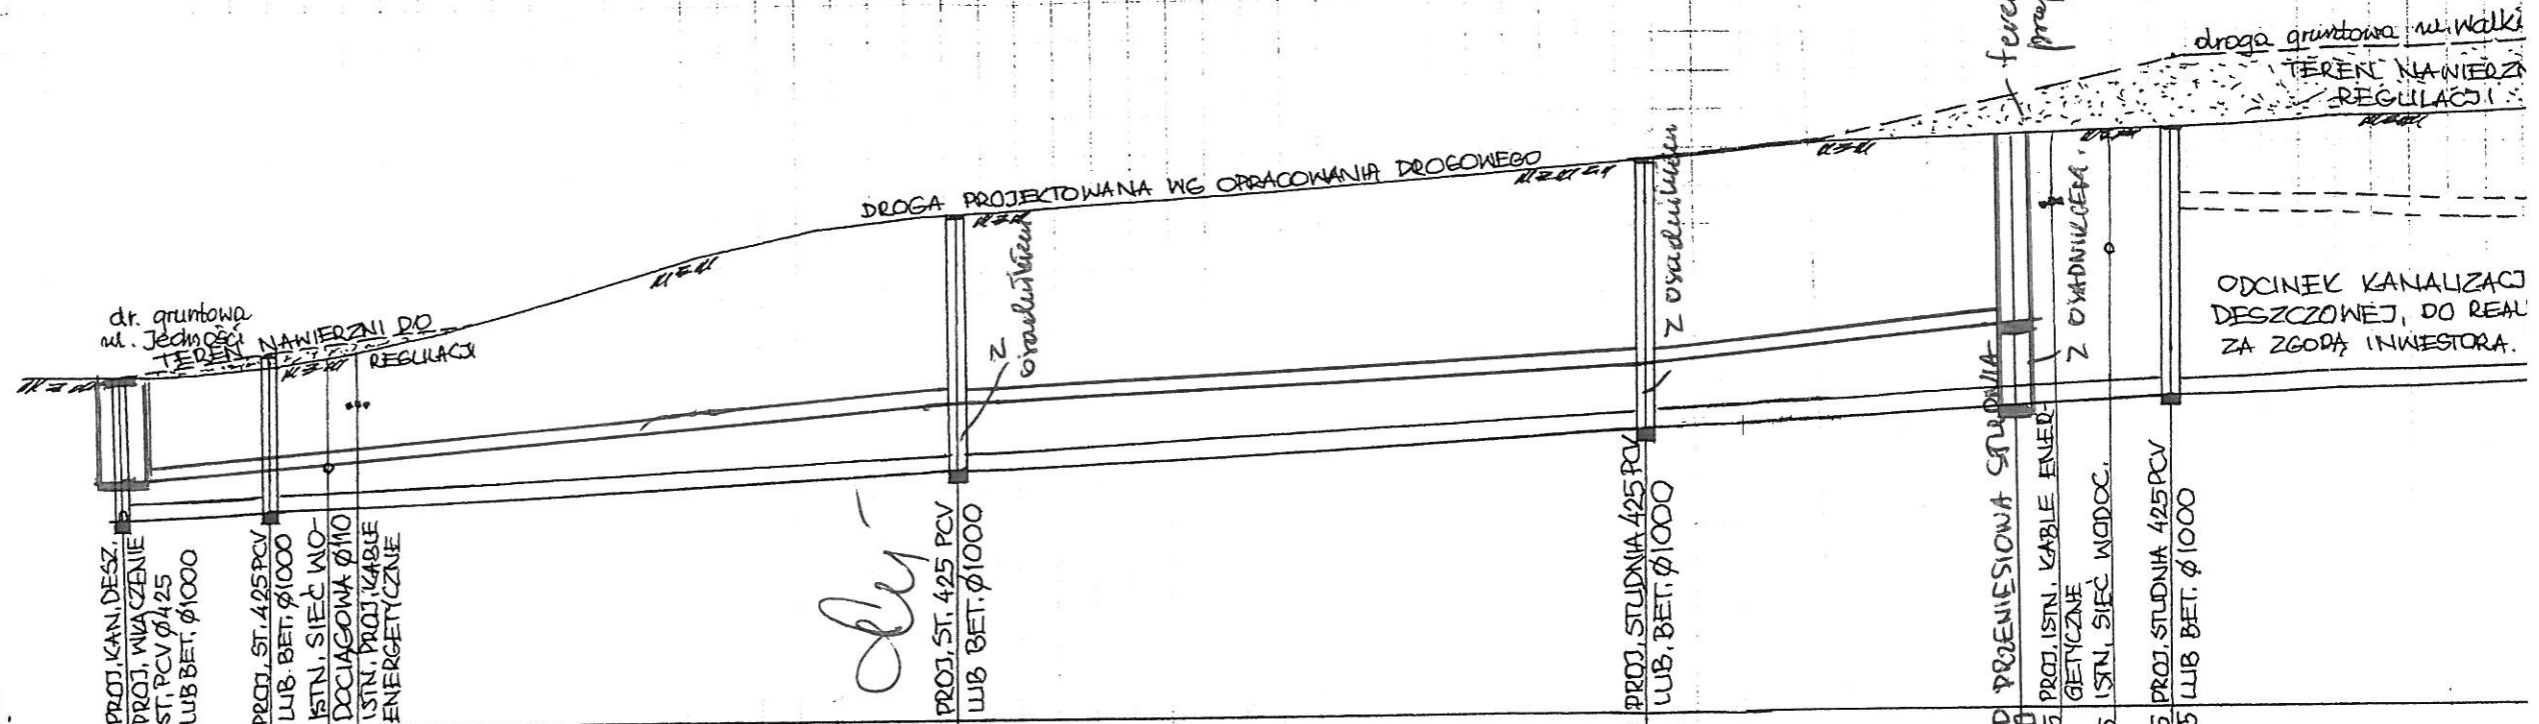 droga gruntowa ul. Walki
TEREN NAWIERZN
REGULACJI
DROGA PROJEKTOWANA WG OPRACOWANIA DROGOWEGO
dr. gruntowa
ul. Jedności
TEREN NAWIERZNI DO
REGULACJI
z
osadnikiem
z osadnikiem
Z OSADNIKIEM.
ODCINEK KANALIZACJ
DESZCZOWEJ, DO REAL
ZA ZGODĄ INWESTORA.
PROJ. KAN. DESZ.
PROJ. WŁĄCZENIE
ST. PCV Ø425
LUB BET. Ø1000
PROJ. ST. 425 PCV
LUB. BET. Ø1000
ISTN. SIEĆ WO-
DOCIĄGOWA Ø110
ISTN. PROJ. KABLE
ENERGETYCZNE
PROJ. ST. 425 PCV
LUB BET. Ø1000
PROJ. STUDNIA 425 PCV
LUB. BET. Ø1000
PRZENIESIONA STUDNIA
PROJ. ISTN. KABLE ENER-
GETYCZNE
ISTN. SIEĆ WODOC.
PROJ. STUDNIA 425 PCV
LUB BET. Ø1000